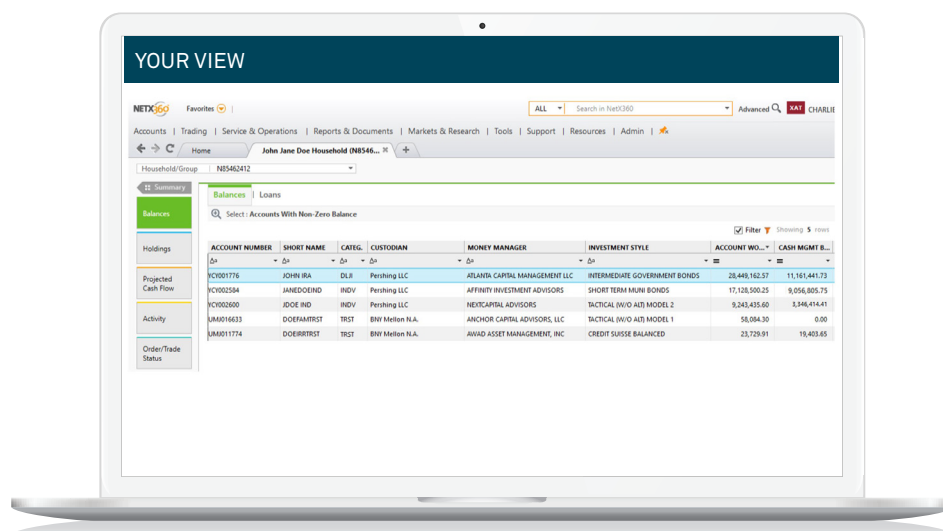 YOUR VIEW
NETX360 Favorites | ALL Search in NetX360 Advanced XAT CHARLIE
Accounts | Trading | Service & Operations | Reports & Documents | Markets & Research | Tools | Support | Resources | Admin |
Home John Jane Doe Household (N8546... × +
Household/Group N85462412
Summary
Balances | Loans
Balances
Select : Accounts With Non-Zero Balance
Filter Showing 5 rows
Holdings
ACCOUNT NUMBER SHORT NAME CATEG. CUSTODIAN MONEY MANAGER INVESTMENT STYLE ACCOUNT WO... CASH MGMT B...
YCY001776 JOHN IRA DLJI Pershing LLC ATLANTA CAPITAL MANAGEMENT LLC INTERMEDIATE GOVERNMENT BONDS 28,449,162.57 11,161,441.73
Projected
Cash Flow
YCY002584 JANEDOEIND INDV Pershing LLC AFFINITY INVESTMENT ADVISORS SHORT TERM MUNI BONDS 17,128,500.25 9,056,805.75
YCY002600 JDOE IND INDV Pershing LLC NEXTCAPITAL ADVISORS TACTICAL (W/O ALT) MODEL 2 9,243,435.60 3,346,414.41
Activity
UMJ016633 DOEFAMTRST TRST BNY Mellon N.A. ANCHOR CAPITAL ADVISORS, LLC TACTICAL (W/O ALT) MODEL 1 58,084.30 0.00
UMJ011774 DOEIRRTRST TRST BNY Mellon N.A. AWAD ASSET MANAGEMENT, INC CREDIT SUISSE BALANCED 23,729.91 19,403.65
Order/Trade
Status